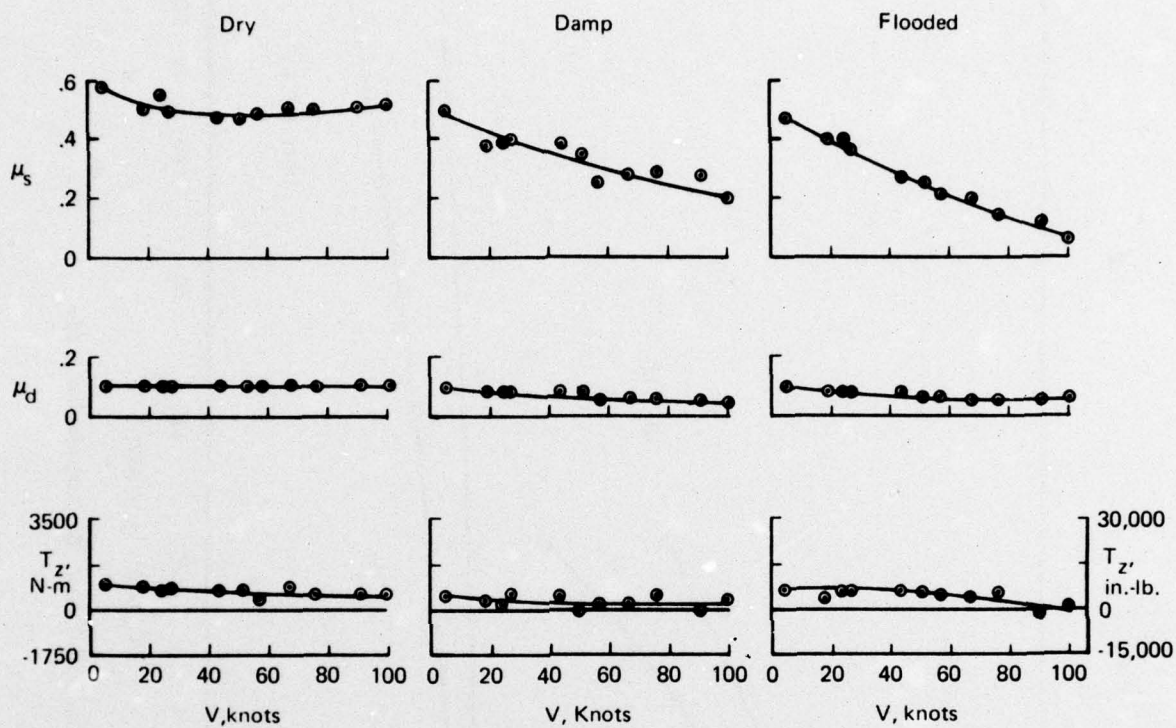 Dry Damp Flooded
.6
.4
μs
.2
0
.2
μd
0
3500 30,000
Tz, Tz,
N-m in.-lb.
0 0
-1750 -15,000
0 20 40 60 80 100 0 20 40 60 80 100 0 20 40 60 80 100
V,knots V, Knots V, knots